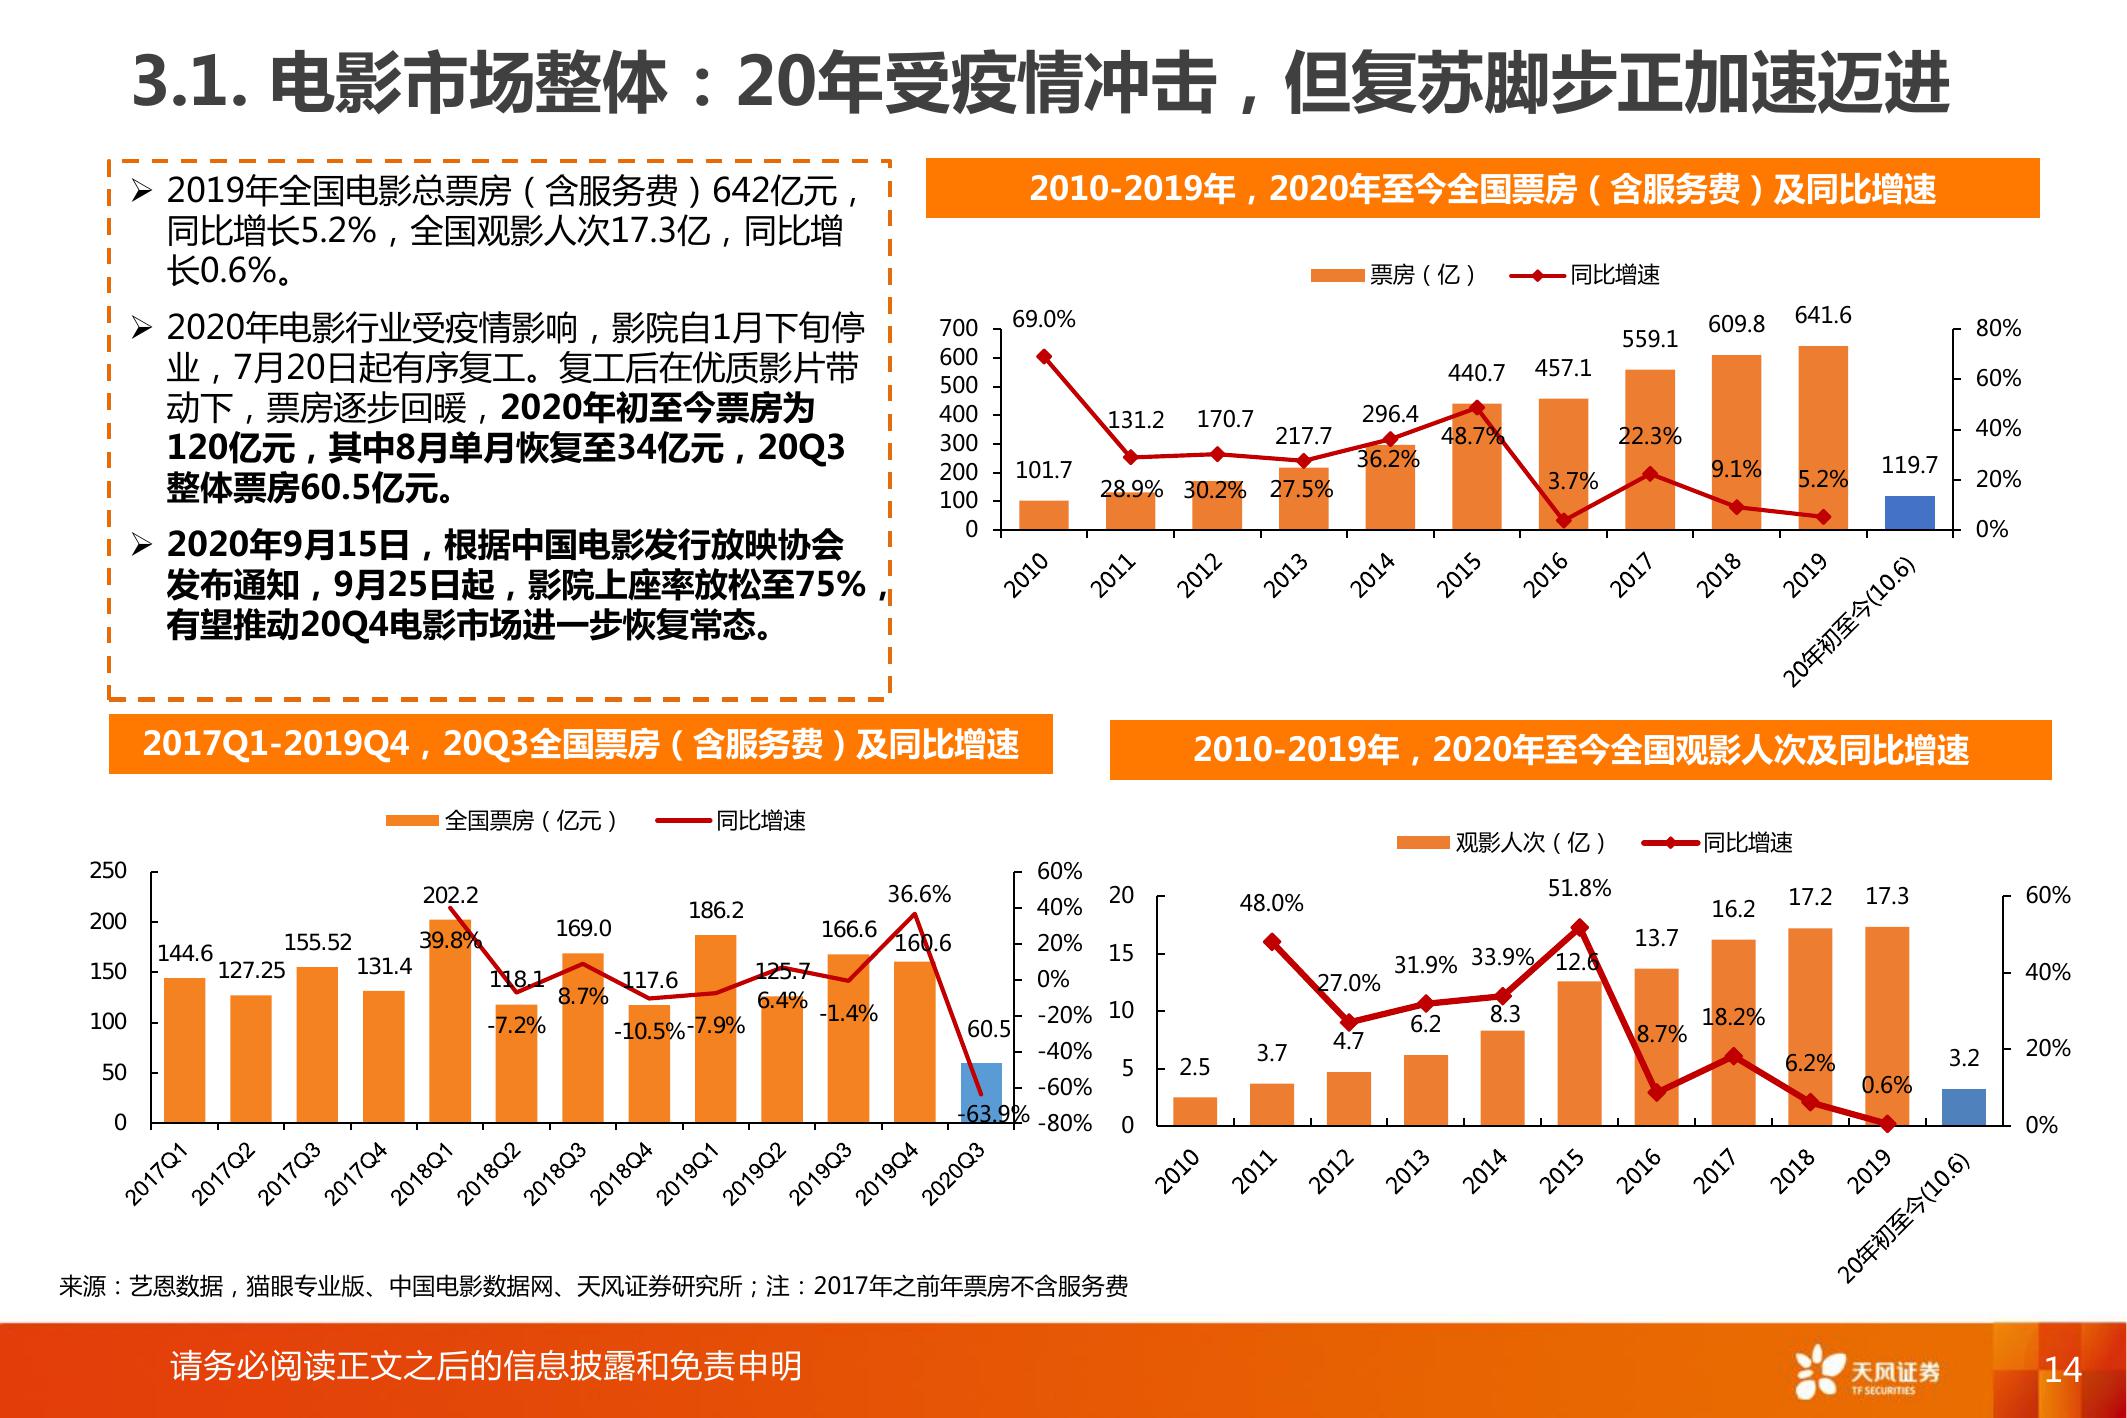 3.1. 电影市场整体：20年受疫情冲击，但复苏脚步正加速迈进
➢ 2019年全国电影总票房（含服务费）642亿元，
同比增长5.2%，全国观影人次17.3亿，同比增
长0.6%。
➢ 2020年电影行业受疫情影响，影院自1月下旬停
业，7月20日起有序复工。复工后在优质影片带
动下，票房逐步回暖，2020年初至今票房为
120亿元，其中8月单月恢复至34亿元，20Q3
整体票房60.5亿元。
➢ 2020年9月15日，根据中国电影发行放映协会
发布通知，9月25日起，影院上座率放松至75%，
有望推动20Q4电影市场进一步恢复常态。
2010-2019年，2020年至今全国票房（含服务费）及同比增速
票房（亿） 同比增速
700
600
500
400
300
200
100
0
69.0% 28.9% 30.2% 27.5% 36.2% 48.7% 3.7% 22.3% 9.1% 5.2%
101.7 131.2 170.7 217.7 296.4 440.7 457.1 559.1 609.8 641.6 119.7
80%
60%
40%
20%
0%
2010 2011 2012 2013 2014 2015 2016 2017 2018 2019 20年初至今(10.6)
2017Q1-2019Q4，20Q3全国票房（含服务费）及同比增速
全国票房（亿元） 同比增速
250
200
150
100
50
0
144.6 127.25 155.52 131.4 202.2 118.1 169.0 117.6 186.2 125.7 166.6 160.6 60.5
39.8% -7.2% 8.7% -10.5% -7.9% 6.4% -1.4% 36.6% -63.9%
60%
40%
20%
0%
-20%
-40%
-60%
-80%
2017Q1 2017Q2 2017Q3 2017Q4 2018Q1 2018Q2 2018Q3 2018Q4 2019Q1 2019Q2 2019Q3 2019Q4 2020Q3
2010-2019年，2020年至今全国观影人次及同比增速
观影人次（亿） 同比增速
20
15
10
5
0
48.0% 27.0% 31.9% 33.9% 51.8% 8.7% 18.2% 6.2% 0.6%
2.5 3.7 4.7 6.2 8.3 12.6 13.7 16.2 17.2 17.3 3.2
60%
40%
20%
0%
2010 2011 2012 2013 2014 2015 2016 2017 2018 2019 20年初至今(10.6)
来源：艺恩数据，猫眼专业版、中国电影数据网、天风证券研究所；注：2017年之前年票房不含服务费
请务必阅读正文之后的信息披露和免责申明
天风证券
TF SECURITIES
14